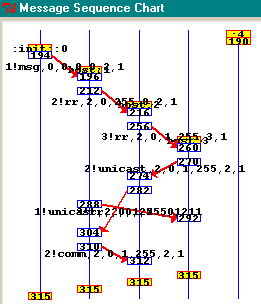 Message Sequence Chart
:4
190
:init::0
194
1!msg,0,0,0,0,2,1
196
212
2!rr,2,0,255,0,2,1
216
256
3!rr,2,0,1,255,3,1
260
270
2!unicast,2,0,1,255,2,1
274
282
288
292
304
310
2!comm,2,0,1,255,2,1
312
315
315
315
315